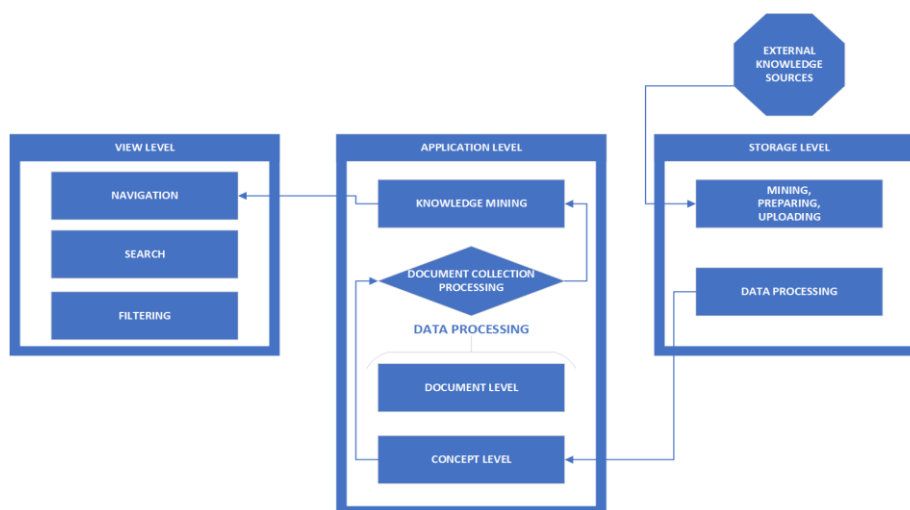 EXTERNAL
KNOWLEDGE
SOURCES
VIEW LEVEL
NAVIGATION
SEARCH
FILTERING
APPLICATION LEVEL
KNOWLEDGE MINING
DOCUMENT COLLECTION
PROCESSING
DATA PROCESSING
DOCUMENT LEVEL
CONCEPT LEVEL
STORAGE LEVEL
MINING,
PREPARING,
UPLOADING
DATA PROCESSING